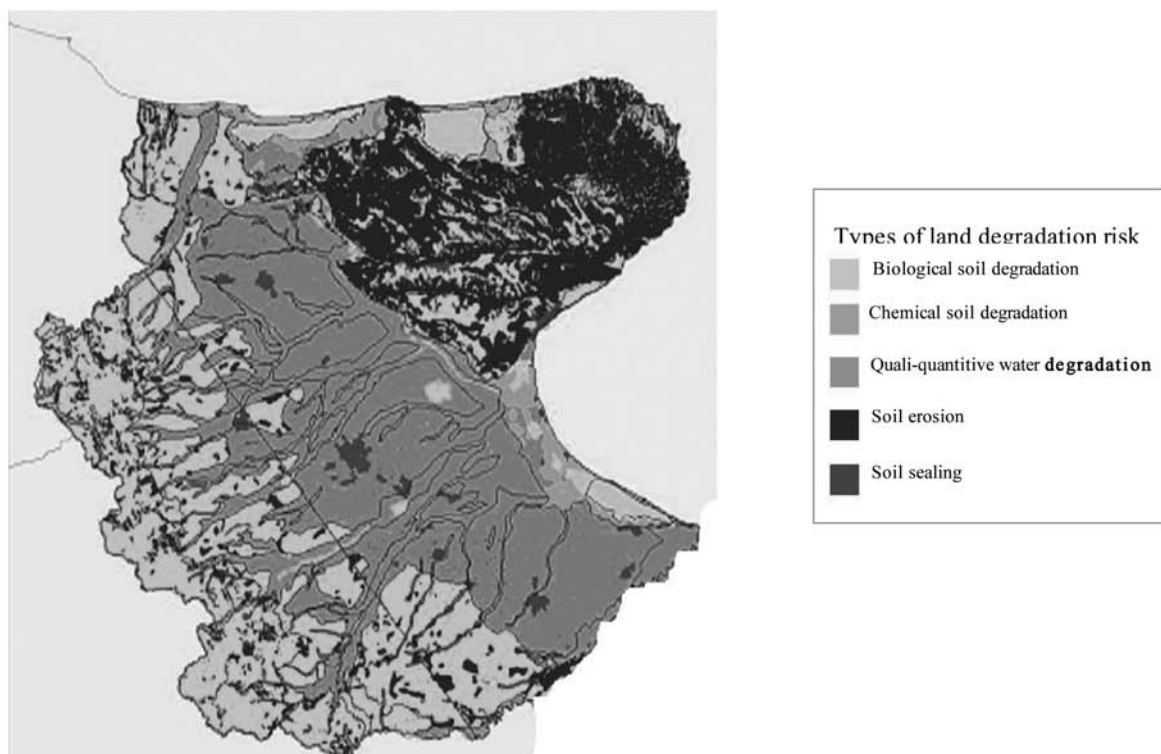 Types of land degradation risk
Biological soil degradation
Chemical soil degradation
Quali-quantitive water degradation
Soil erosion
Soil sealing